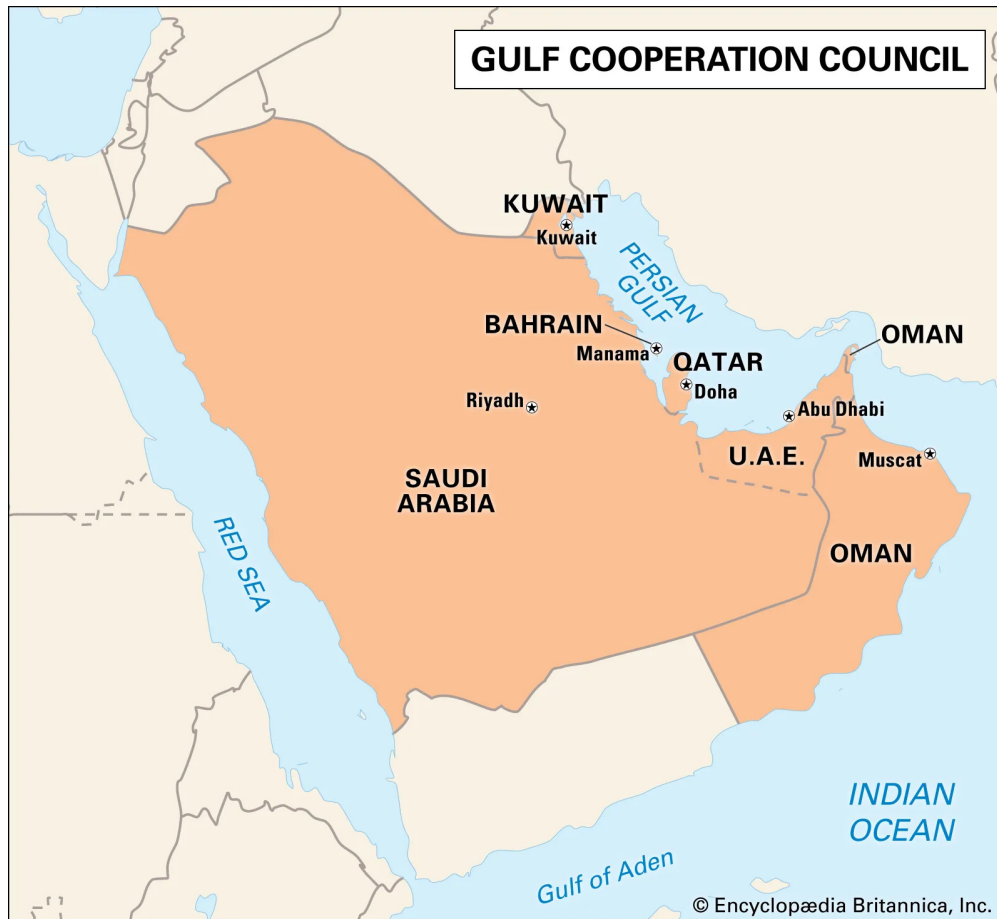 GULF COOPERATION COUNCIL
KUWAIT
Kuwait
PERSIAN
GULF
BAHRAIN
Manama
QATAR
Doha
OMAN
Riyadh
Abu Dhabi
U.A.E.
Muscat
SAUDI
ARABIA
RED SEA
OMAN
INDIAN
OCEAN
Gulf of Aden
© Encyclopædia Britannica, Inc.